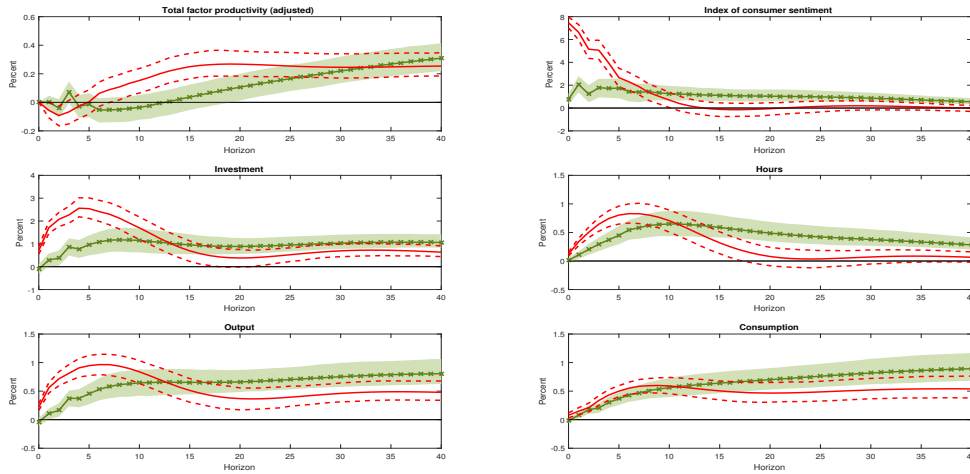 Total factor productivity (adjusted)
0.6
0.4
0.2
0
0.2
Percent
0 5 10 15 20 25 30 35 40
Horizon
Index of consumer sentiment
8
6
4
2
0
2
Percent
0 5 10 15 20 25 30 35 40
Horizon
Investment
4
3
2
1
0
1
Percent
0 5 10 15 20 25 30 35 40
Horizon
Hours
1.5
1
0.5
0
0.5
Percent
0 5 10 15 20 25 30 35 40
Horizon
Output
1.5
1
0.5
0
0.5
Percent
0 5 10 15 20 25 30 35 40
Horizon
Consumption
1.5
1
0.5
0
0.5
Percent
0 5 10 15 20 25 30 35 40
Horizon